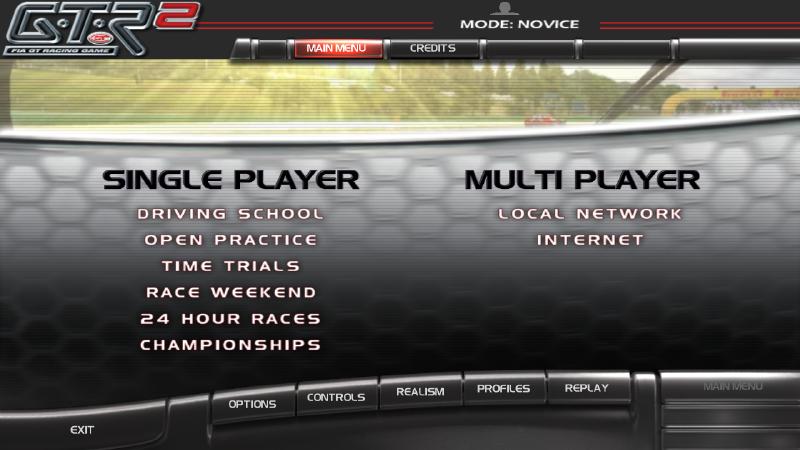 GTR2
FIA GT RACING GAME
MODE: NOVICE
MAIN MENU
CREDITS
SINGLE PLAYER
DRIVING SCHOOL
OPEN PRACTICE
TIME TRIALS
RACE WEEKEND
24 HOUR RACES
CHAMPIONSHIPS
MULTI PLAYER
LOCAL NETWORK
INTERNET
EXIT
OPTIONS
CONTROLS
REALISM
PROFILES
REPLAY
MAIN MENU